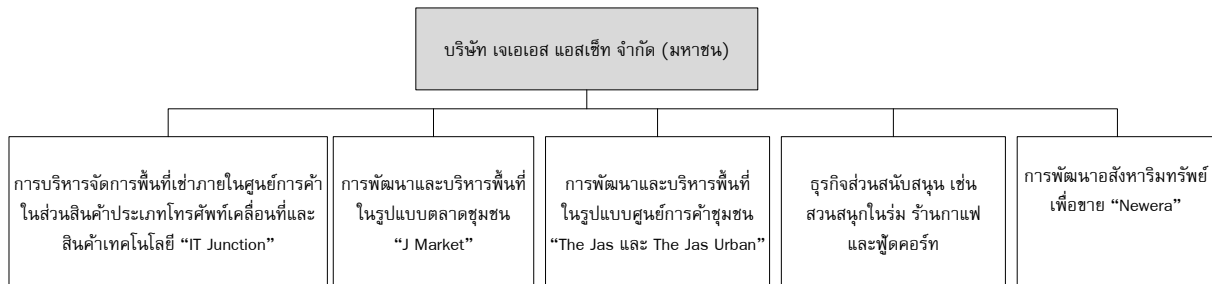 บริษัท เจเอเอส แอสเซ็ท จำกัด (มหาชน)
การบริหารจัดการพื้นที่เช่าภายในศูนย์การค้า
ในส่วนสินค้าประเภทโทรศัพท์เคลื่อนที่และ
สินค้าเทคโนโลยี “IT Junction”
การพัฒนาและบริหารพื้นที่
ในรูปแบบตลาดชุมชน
“J Market”
การพัฒนาและบริหารพื้นที่
ในรูปแบบศูนย์การค้าชุมชน
“The Jas และ The Jas Urban”
ธุรกิจส่วนสนับสนุน เช่น
สวนสนุกในร่ม ร้านกาแฟ
และฟู้ดคอร์ท
การพัฒนาอสังหาริมทรัพย์
เพื่อขาย “Newera”